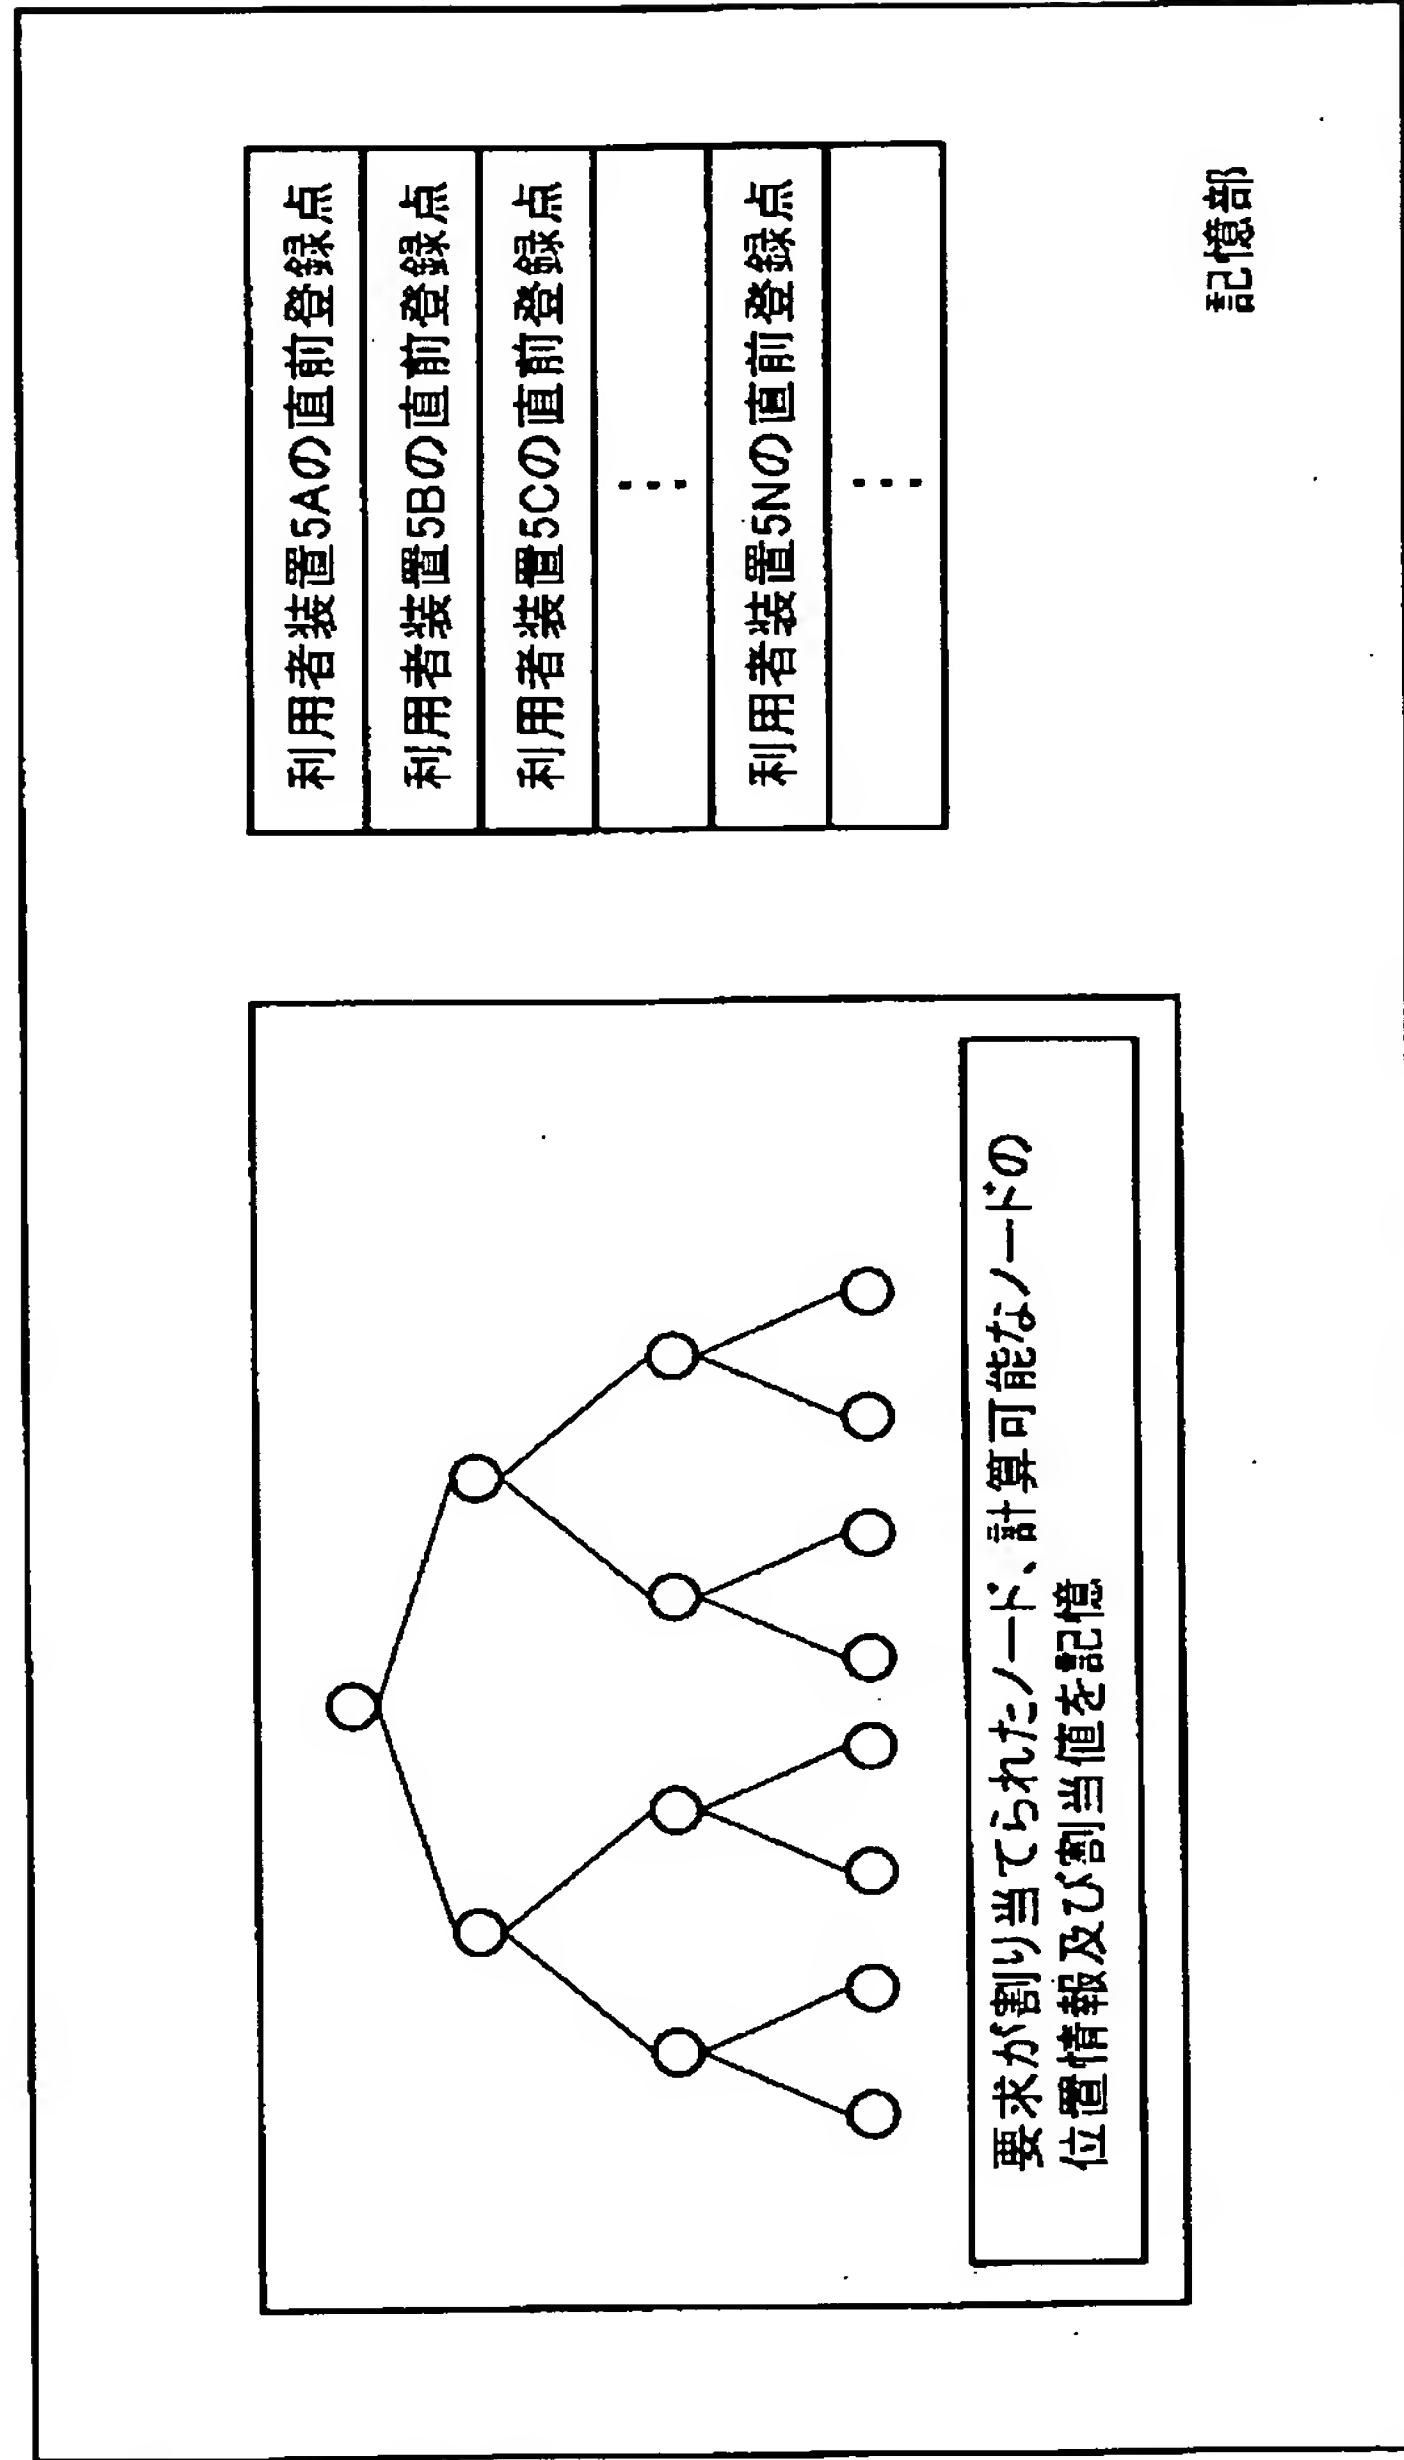 要求が割り当てられたノード、計算可能なノードの
位置情報及び割当値を記憶
利用者装置5Aの直前登録点
利用者装置5Bの直前登録点
利用者装置5Cの直前登録点
⋮
利用者装置5Nの直前登録点
⋮
記憶部